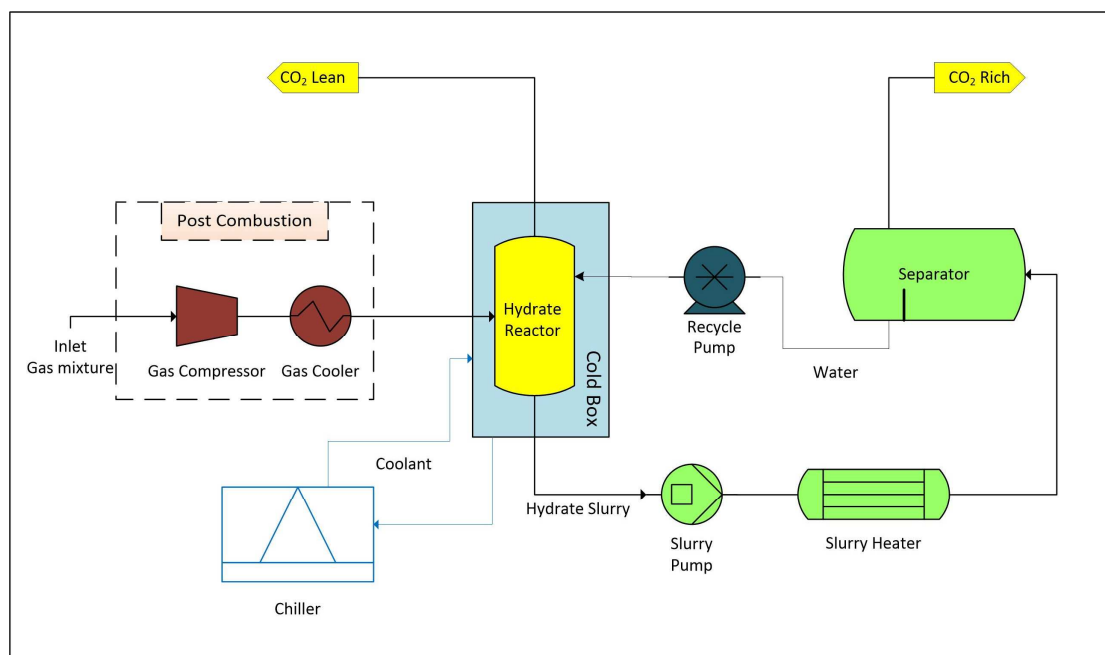 CO₂ Lean
CO₂ Rich
Post Combustion
Separator
Hydrate
Reactor
Inlet
Gas mixture
Gas Compressor
Gas Cooler
Recycle
Pump
Cold Box
Water
Coolant
Hydrate Slurry
Slurry
Pump
Slurry Heater
Chiller